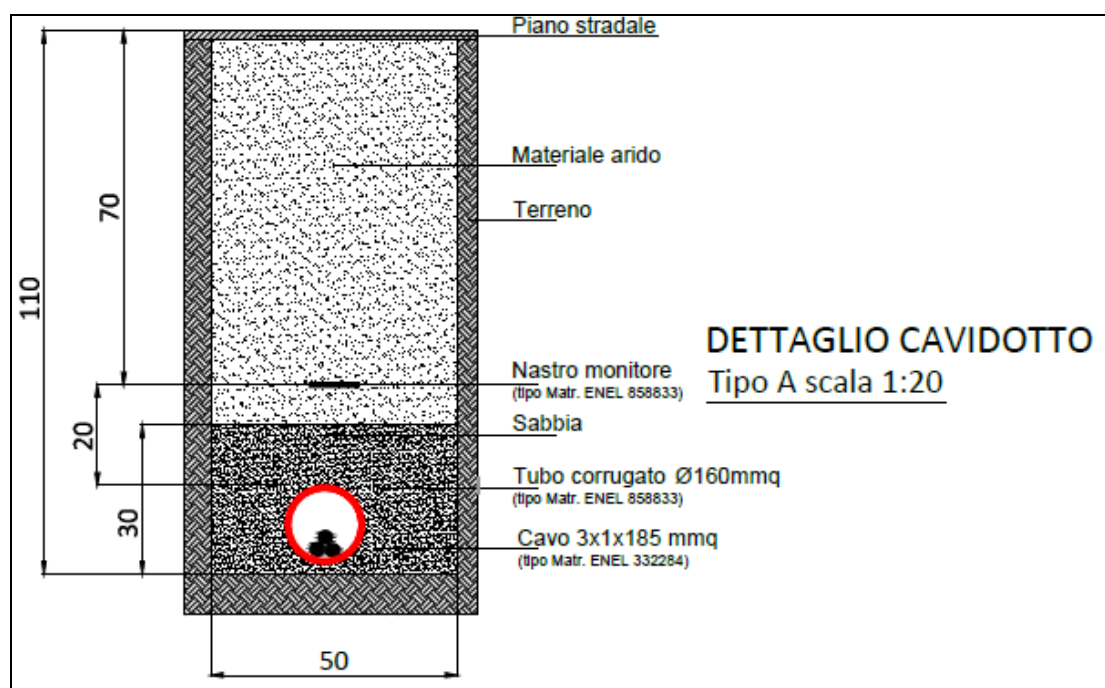 Piano stradale
Materiale arido
70
Terreno
110
DETTAGLIO CAVIDOTTO
Nastro monitore
Tipo A scala 1:20
(tipo Matr. ENEL 858833)
Sabbia
20
Tubo corrugato Ø160mmq
(tipo Matr. ENEL 858833)
30
Cavo 3x1x185 mmq
(tipo Matr. ENEL 332284)
50